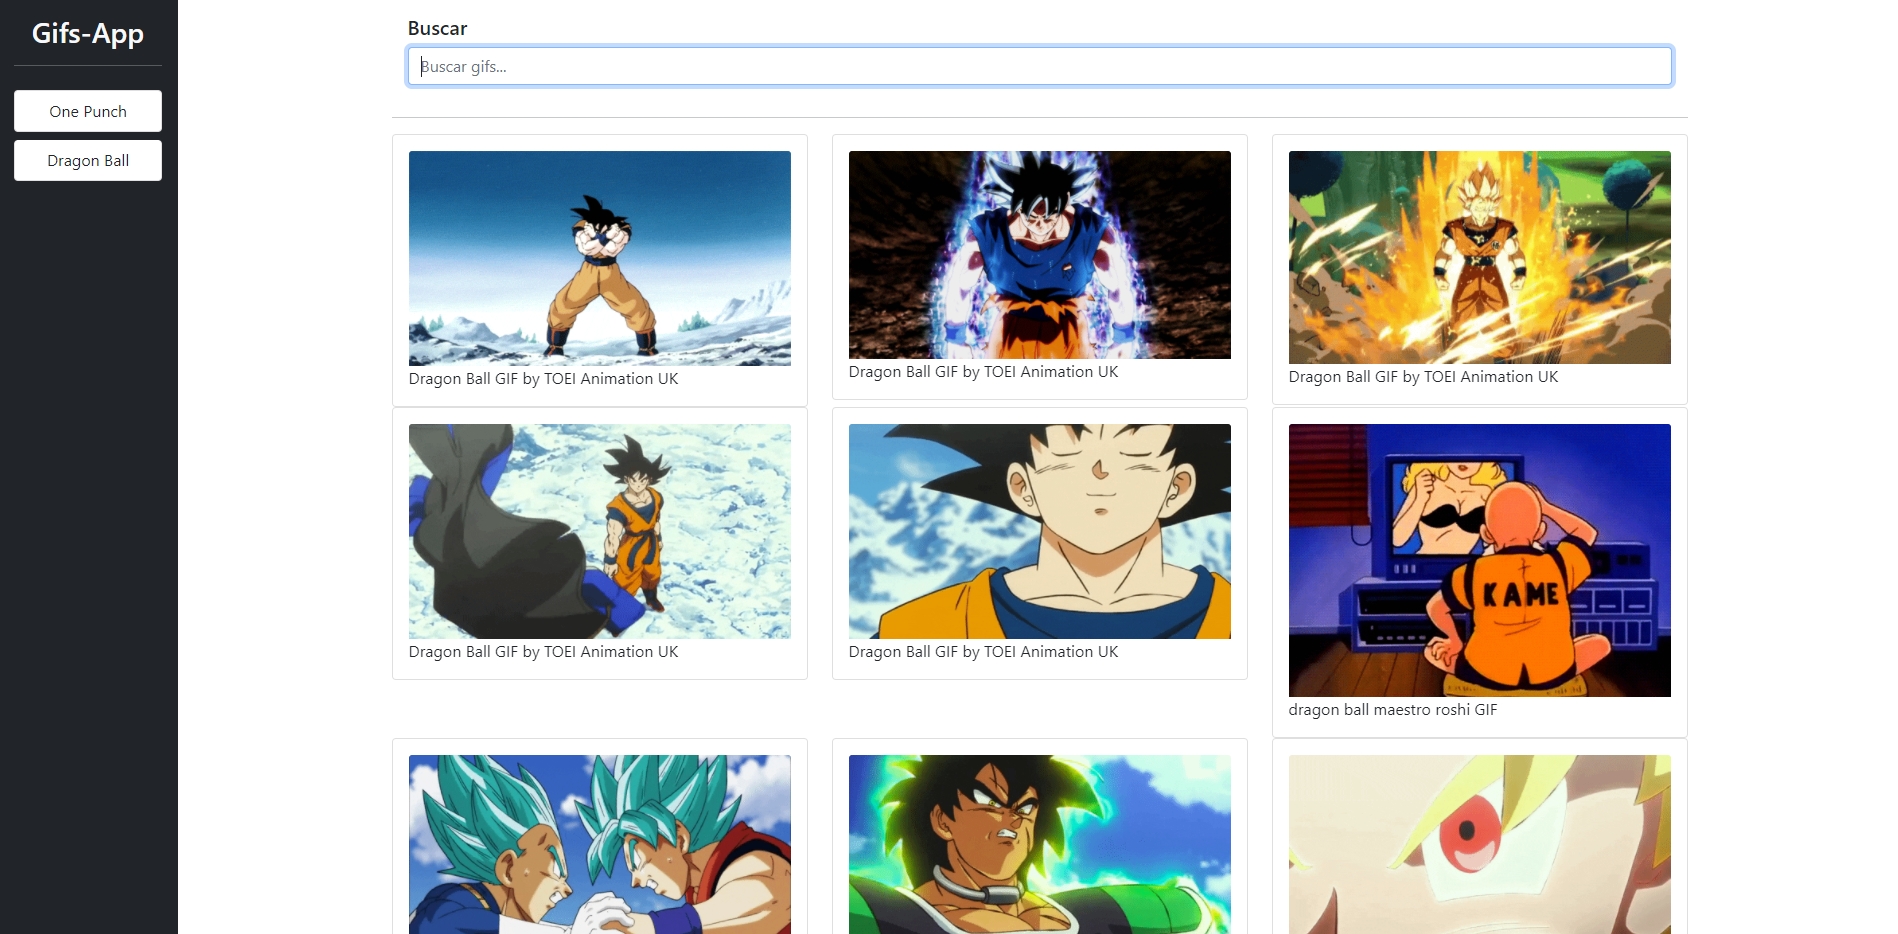 Gifs-App
One Punch
Dragon Ball
Buscar
Buscar gifs...
Dragon Ball GIF by TOEI Animation UK
Dragon Ball GIF by TOEI Animation UK
Dragon Ball GIF by TOEI Animation UK
Dragon Ball GIF by TOEI Animation UK
Dragon Ball GIF by TOEI Animation UK
KAME
dragon ball maestro roshi GIF